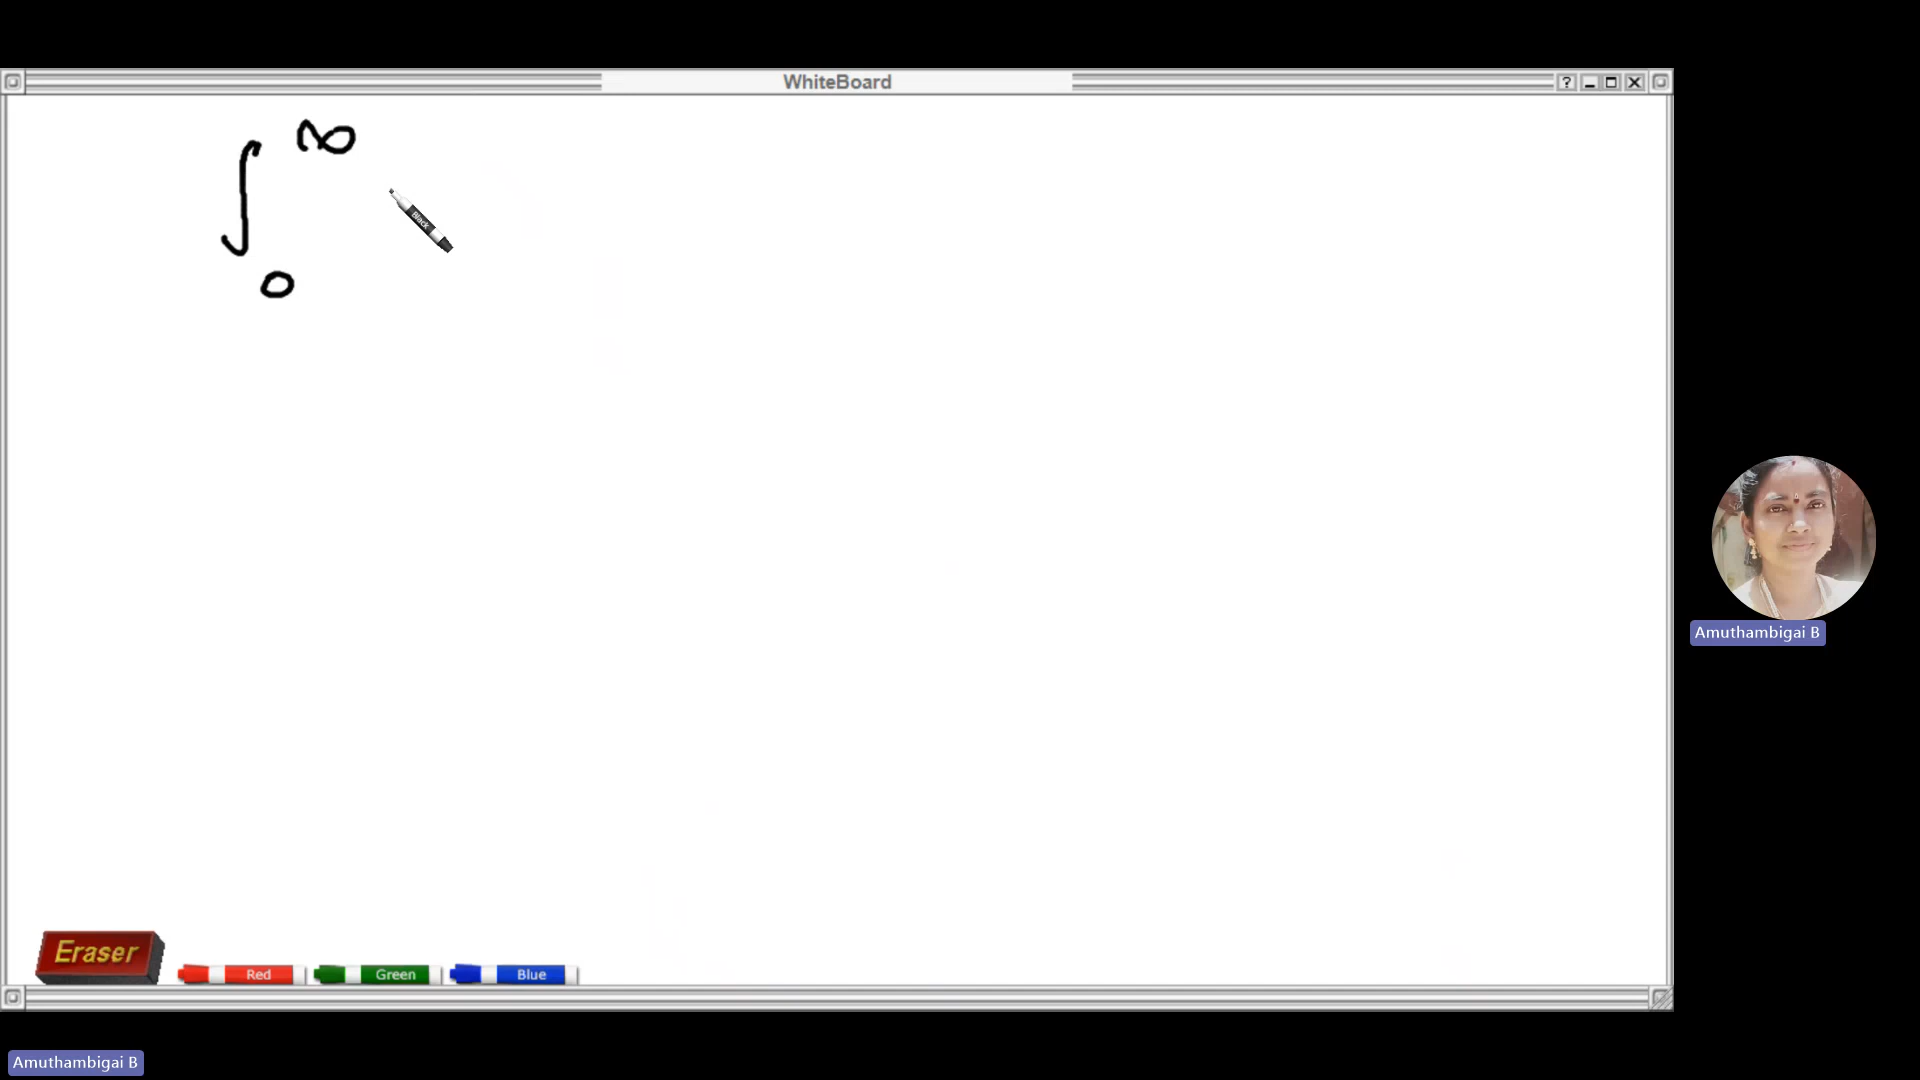 WhiteBoard
?
∫₀^∞
Black
Amuthambigai B
Eraser
Red
Green
Blue
Amuthambigai B